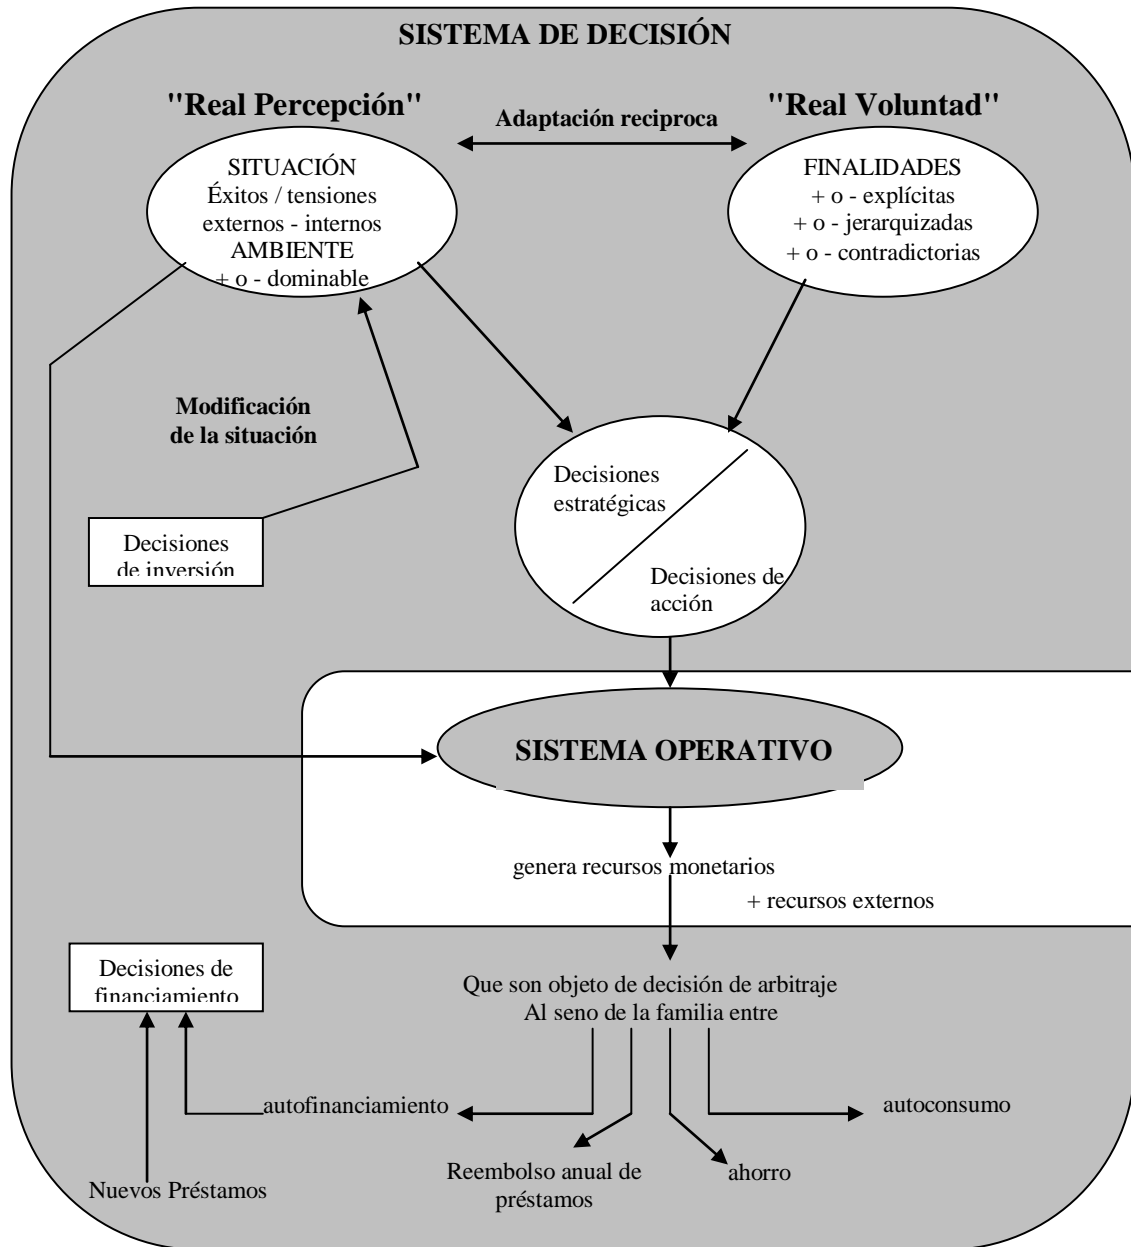 SISTEMA DE DECISIÓN
"Real Percepción"
"Real Voluntad"
Adaptación reciproca
SITUACIÓN
Éxitos / tensiones
externos - internos
AMBIENTE
+ o - dominable
FINALIDADES
+ o - explícitas
+ o - jerarquizadas
+ o - contradictorias
Modificación
de la situación
Decisiones
estratégicas
Decisiones de
acción
Decisiones
de inversión
SISTEMA OPERATIVO
genera recursos monetarios
+ recursos externos
Decisiones de
financiamiento
Que son objeto de decisión de arbitraje
Al seno de la familia entre
autofinanciamiento
autoconsumo
Reembolso anual de
préstamos
ahorro
Nuevos Préstamos